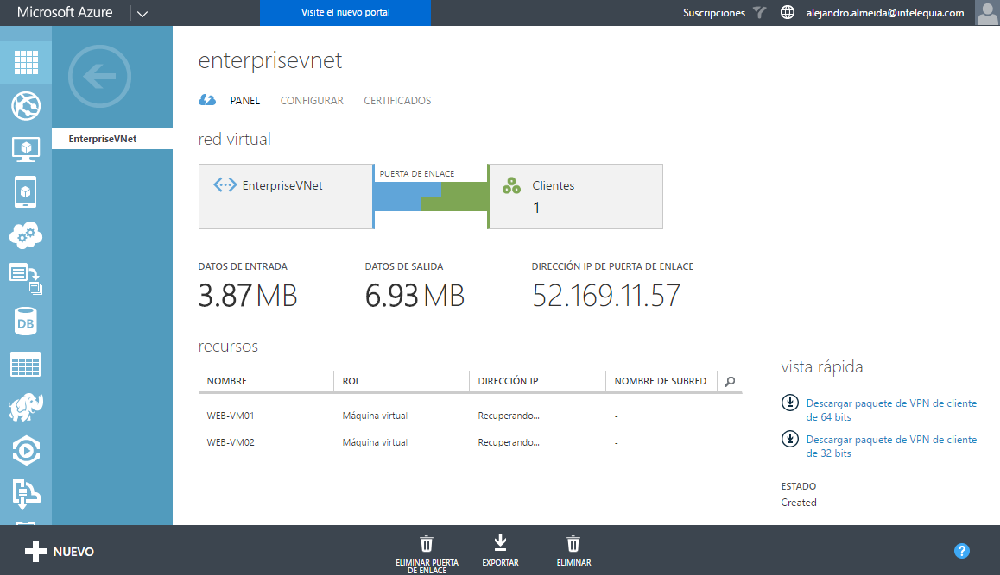 Microsoft Azure
Visite el nuevo portal
Suscripciones
alejandro.almeida@intelequia.com
EnterpriseVNet
enterprisevnet
PANEL CONFIGURAR CERTIFICADOS
red virtual
EnterpriseVNet
PUERTA DE ENLACE
Clientes
1
DATOS DE ENTRADA
3.87 MB
DATOS DE SALIDA
6.93 MB
DIRECCIÓN IP DE PUERTA DE ENLACE
52.169.11.57
recursos
NOMBRE ROL DIRECCIÓN IP NOMBRE DE SUBRED
WEB-VM01 Máquina virtual Recuperando... -
WEB-VM02 Máquina virtual Recuperando... -
vista rápida
Descargar paquete de VPN de cliente
de 64 bits
Descargar paquete de VPN de cliente
de 32 bits
ESTADO
Created
DB
NUEVO
ELIMINAR PUERTA
DE ENLACE
EXPORTAR
ELIMINAR
?